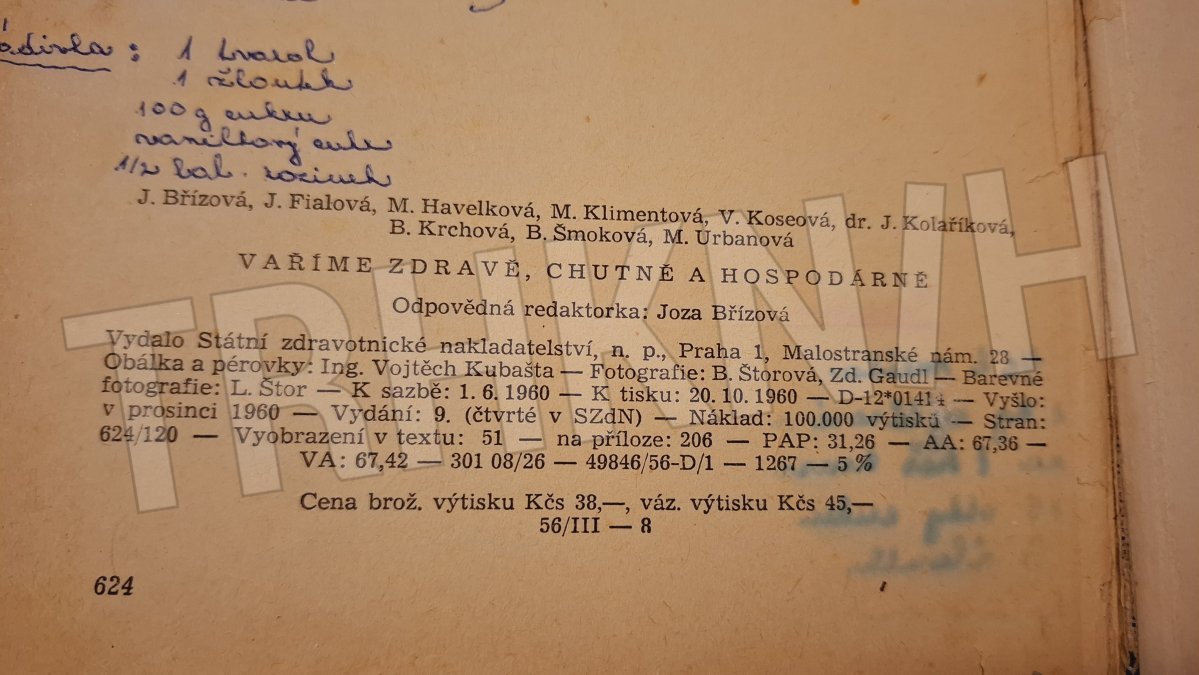 1 tvaroh
1 žloutek
100 g cukru
vanilkový cukr
1/2 bal. rozinek
J. Břízová, J. Fialová, M. Havelková, M. Klimentová, V. Koseová, dr. J. Kolaříková,
B. Krchová, B. Šmoková, M. Urbanová
VAŘÍME ZDRAVĚ, CHUTNĚ A HOSPODÁRNĚ
Odpovědná redaktorka: Joza Břízová
Vydalo Státní zdravotnické nakladatelství, n. p., Praha 1, Malostranské nám. 28 —
Obálka a pérovky: Ing. Vojtěch Kubašta — Fotografie: B. Štorová, Zd. Gaudl — Barevné
fotografie: L. Štor — K sazbě: 1. 6. 1960 — K tisku: 20. 10. 1960 — D-12*01414 — Vyšlo:
v prosinci 1960 — Vydání: 9. (čtvrté v SZdN) — Náklad: 100.000 výtisků — Stran:
624/120 — Vyobrazení v textu: 51 — na příloze: 206 — PAP: 31,26 — AA: 67,36 —
VA: 67,42 — 301 08/26 — 49846/56-D/1 — 1267 — 5 %
Cena brož. výtisku Kčs 38,—, váz. výtisku Kčs 45,—
56/III — 8
624
TRHKNIH